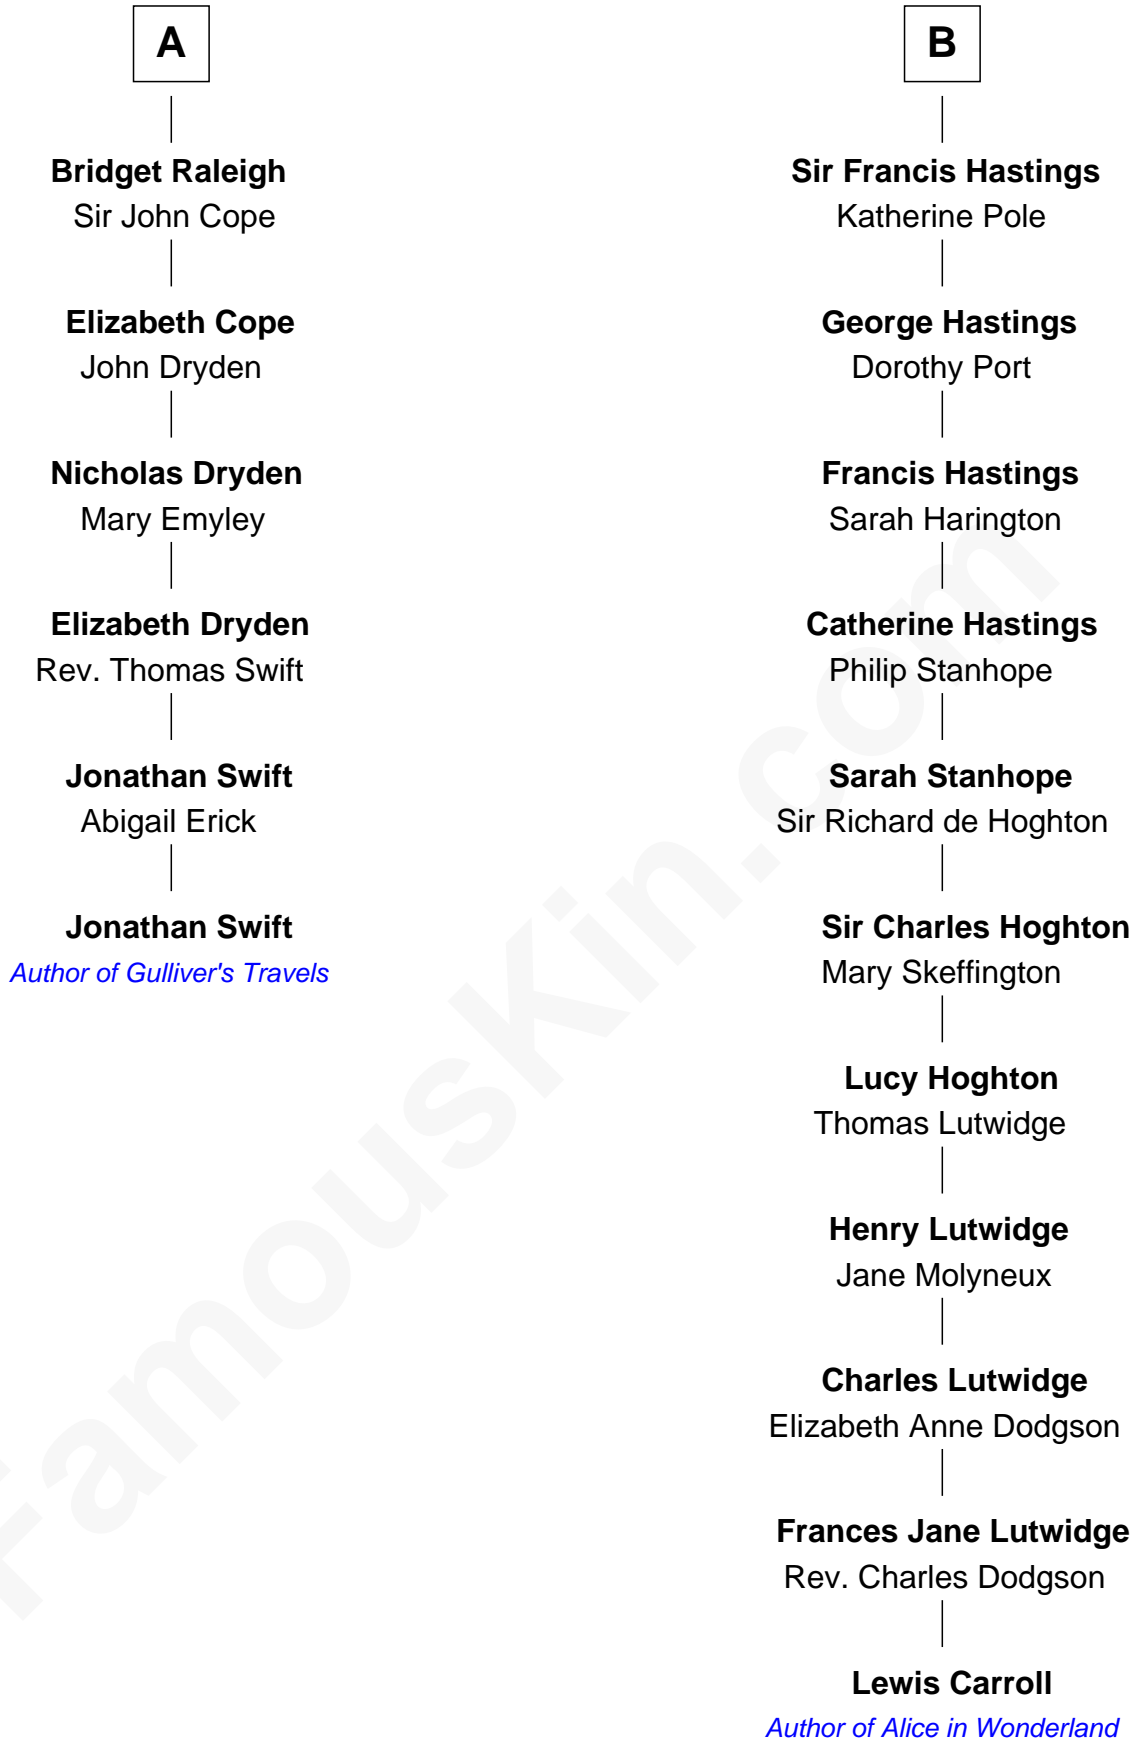 A
Bridget Raleigh
Sir John Cope
Elizabeth Cope
John Dryden
Nicholas Dryden
Mary Emyley
Elizabeth Dryden
Rev. Thomas Swift
Jonathan Swift
Abigail Erick
Jonathan Swift
Author of Gulliver's Travels
B
Sir Francis Hastings
Katherine Pole
George Hastings
Dorothy Port
Francis Hastings
Sarah Harington
Catherine Hastings
Philip Stanhope
Sarah Stanhope
Sir Richard de Hoghton
Sir Charles Hoghton
Mary Skeffington
Lucy Hoghton
Thomas Lutwidge
Henry Lutwidge
Jane Molyneux
Charles Lutwidge
Elizabeth Anne Dodgson
Frances Jane Lutwidge
Rev. Charles Dodgson
Lewis Carroll
Author of Alice in Wonderland
FamousKin.com